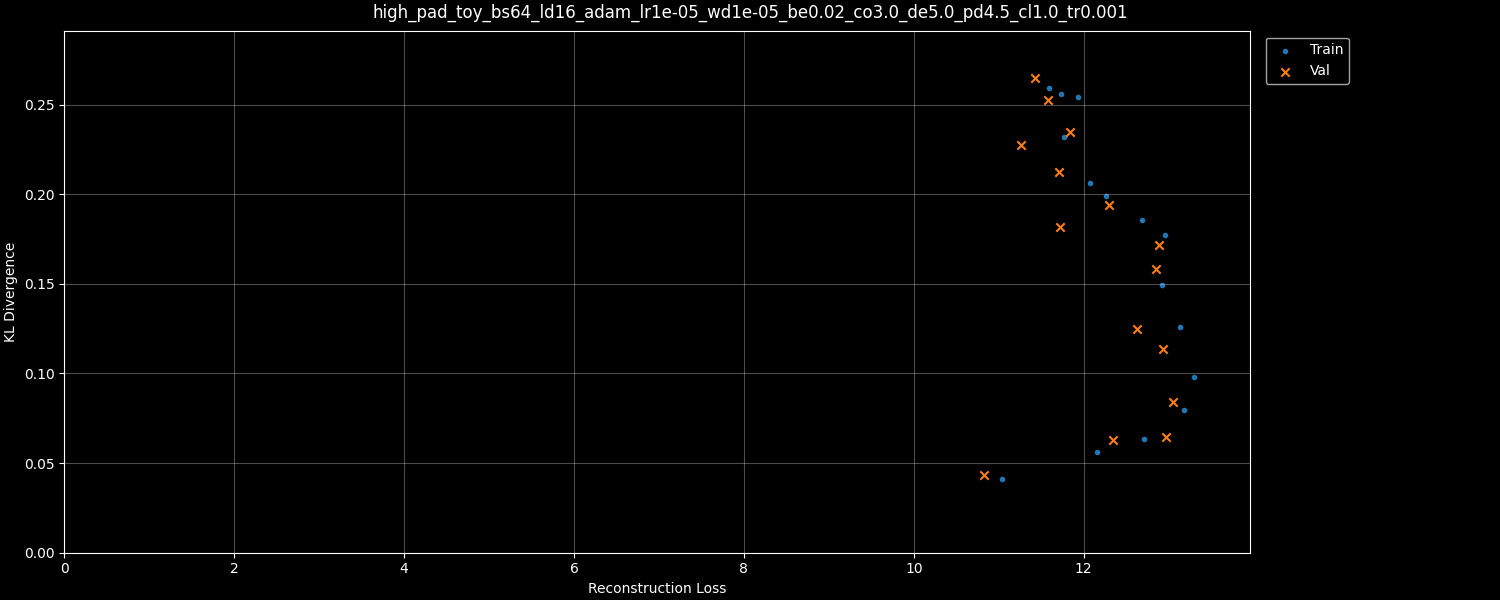 high_pad_toy_bs64_ld16_adam_lr1e-05_wd1e-05_be0.02_co3.0_de5.0_pd4.5_cl1.0_tr0.001
Train
Val
KL Divergence
0.25
0.20
0.15
0.10
0.05
0.00
0 2 4 6 8 10 12
Reconstruction Loss